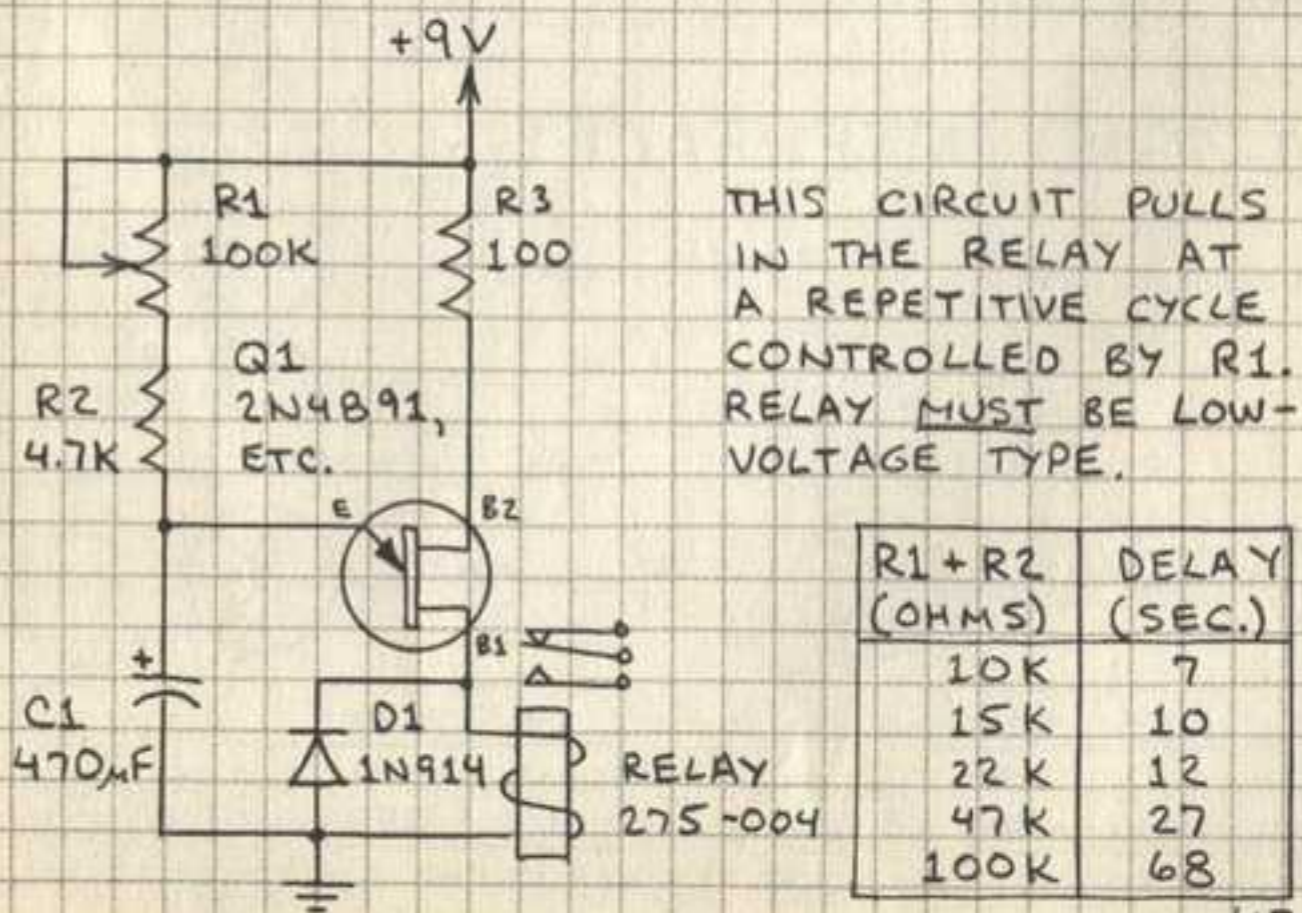 +9V
R1
100K
R3
100
THIS CIRCUIT PULLS
IN THE RELAY AT
A REPETITIVE CYCLE
CONTROLLED BY R1.
RELAY MUST BE LOW-
VOLTAGE TYPE.
R2
4.7K
Q1
2N4891,
ETC.
E
B2
B1
+
C1
470µF
D1
1N914
RELAY
275-004
R1 + R2 DELAY
(OHMS) (SEC.)
10K 7
15K 10
22K 12
47K 27
100K 68